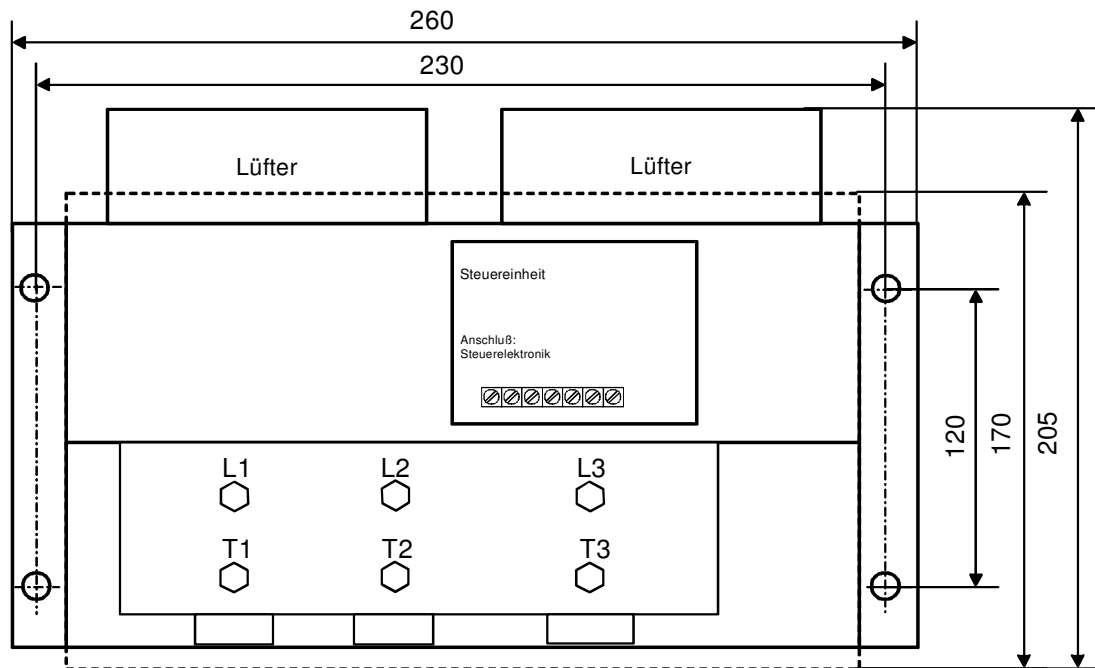 260
230
Lüfter
Lüfter
Steuereinheit
Anschluß:
Steuerelektronik
120
170
205
L1
L2
L3
T1
T2
T3